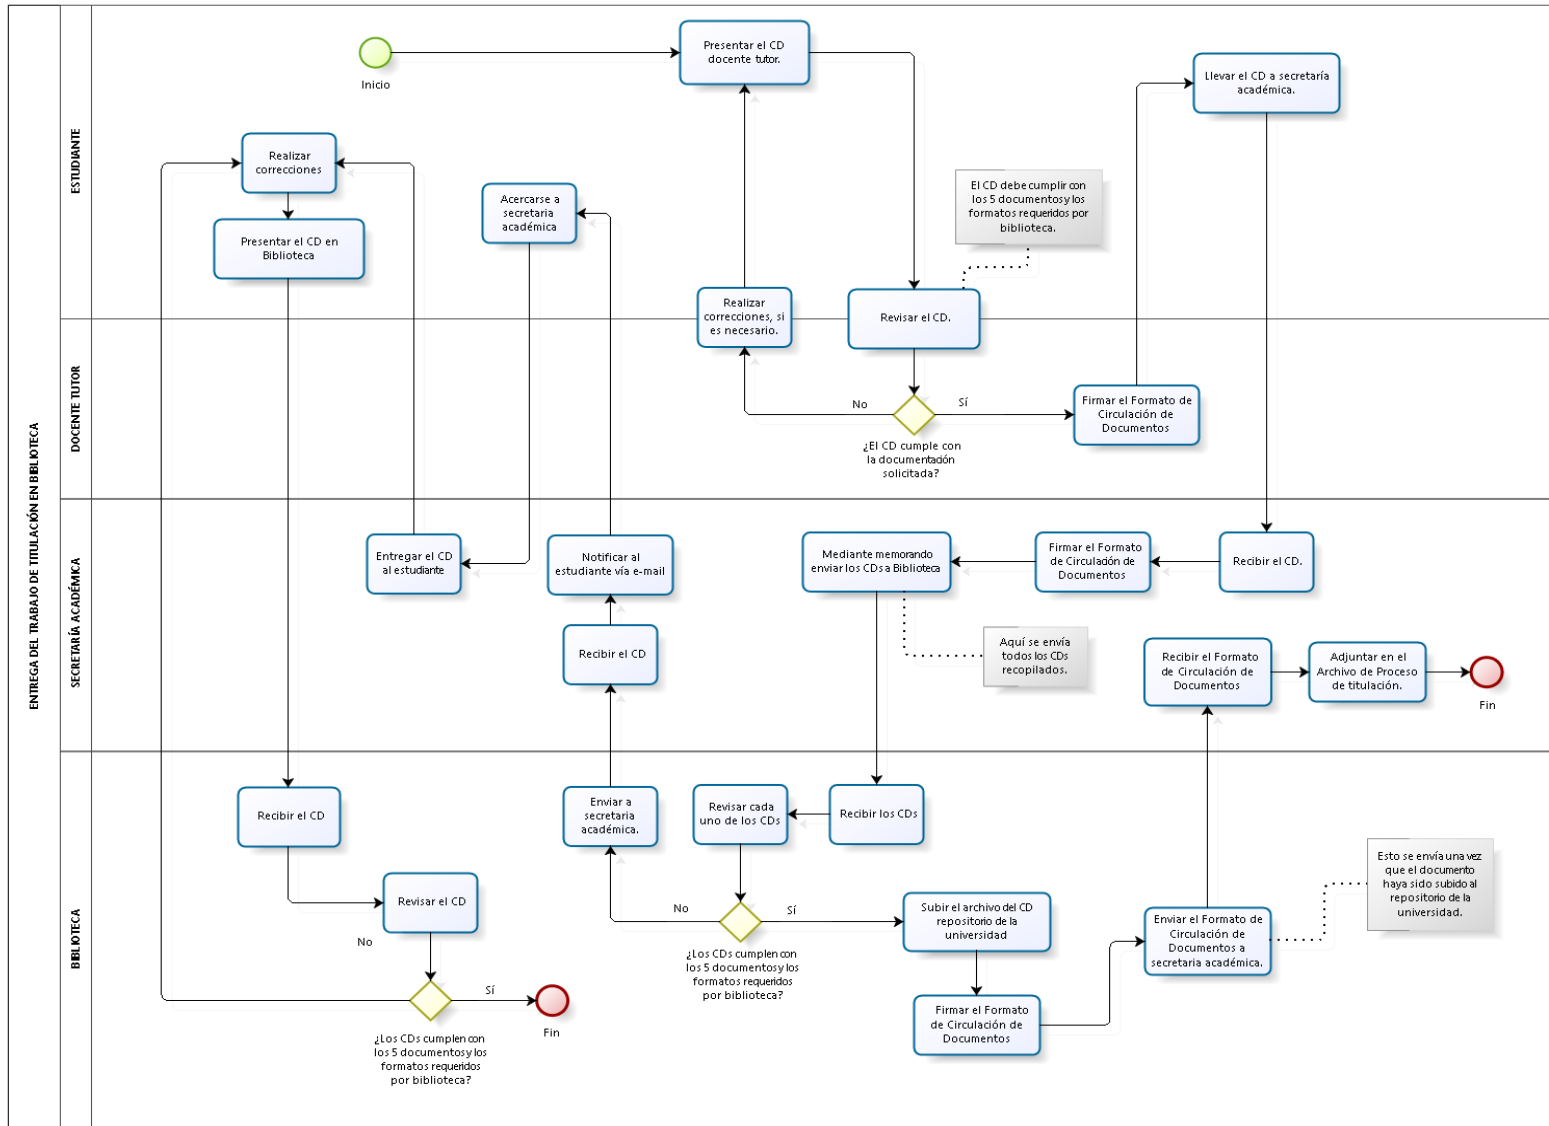 ENTREGA DEL TRABAJO DE TITULACIÓN EN BIBLIOTECA
ESTUDIANTE
Inicio
Presentar el CD
docente tutor.
Llevar el CD a secretaría
académica.
Realizar
correcciones
Presentar el CD en
Biblioteca
Acercarse a
secretaria
académica
El CD debe cumplir con
los 5 documentos y los
formatos requeridos por
biblioteca.
Realizar
correcciones, si
es necesario.
Revisar el CD.
DOCENTE TUTOR
No
Sí
¿El CD cumple con
la documentación
solicitada?
Firmar el Formato de
Circulación de
Documentos
SECRETARÍA ACADÉMICA
Entregar el CD
al estudiante
Notificar al
estudiante vía e-mail
Mediante memorando
enviar los CDs a Biblioteca
Firmar el Formato
de Circulación de
Documentos
Recibir el CD.
Recibir el CD
Aquí se envía
todos los CDs
recopilados.
Recibir el Formato
de Circulación de
Documentos
Adjuntar en el
Archivo de Proceso
de titulación.
Fin
BIBLIOTECA
Recibir el CD
Enviar a
secretaria
académica.
Revisar cada
uno de los CDs
Recibir los CDs
Revisar el CD
No
Sí
¿Los CDs cumplen con
los 5 documentos y los
formatos requeridos
por biblioteca?
Subir el archivo del CD
repositorio de la
universidad
Enviar el Formato de
Circulación de
Documentos a
secretaria académica.
Esto se envía una vez
que el documento
haya sido subido al
repositorio de la
universidad.
No
Sí
Fin
¿Los CDs cumplen con
los 5 documentos y los
formatos requeridos
por biblioteca?
Firmar el Formato
de Circulación de
Documentos